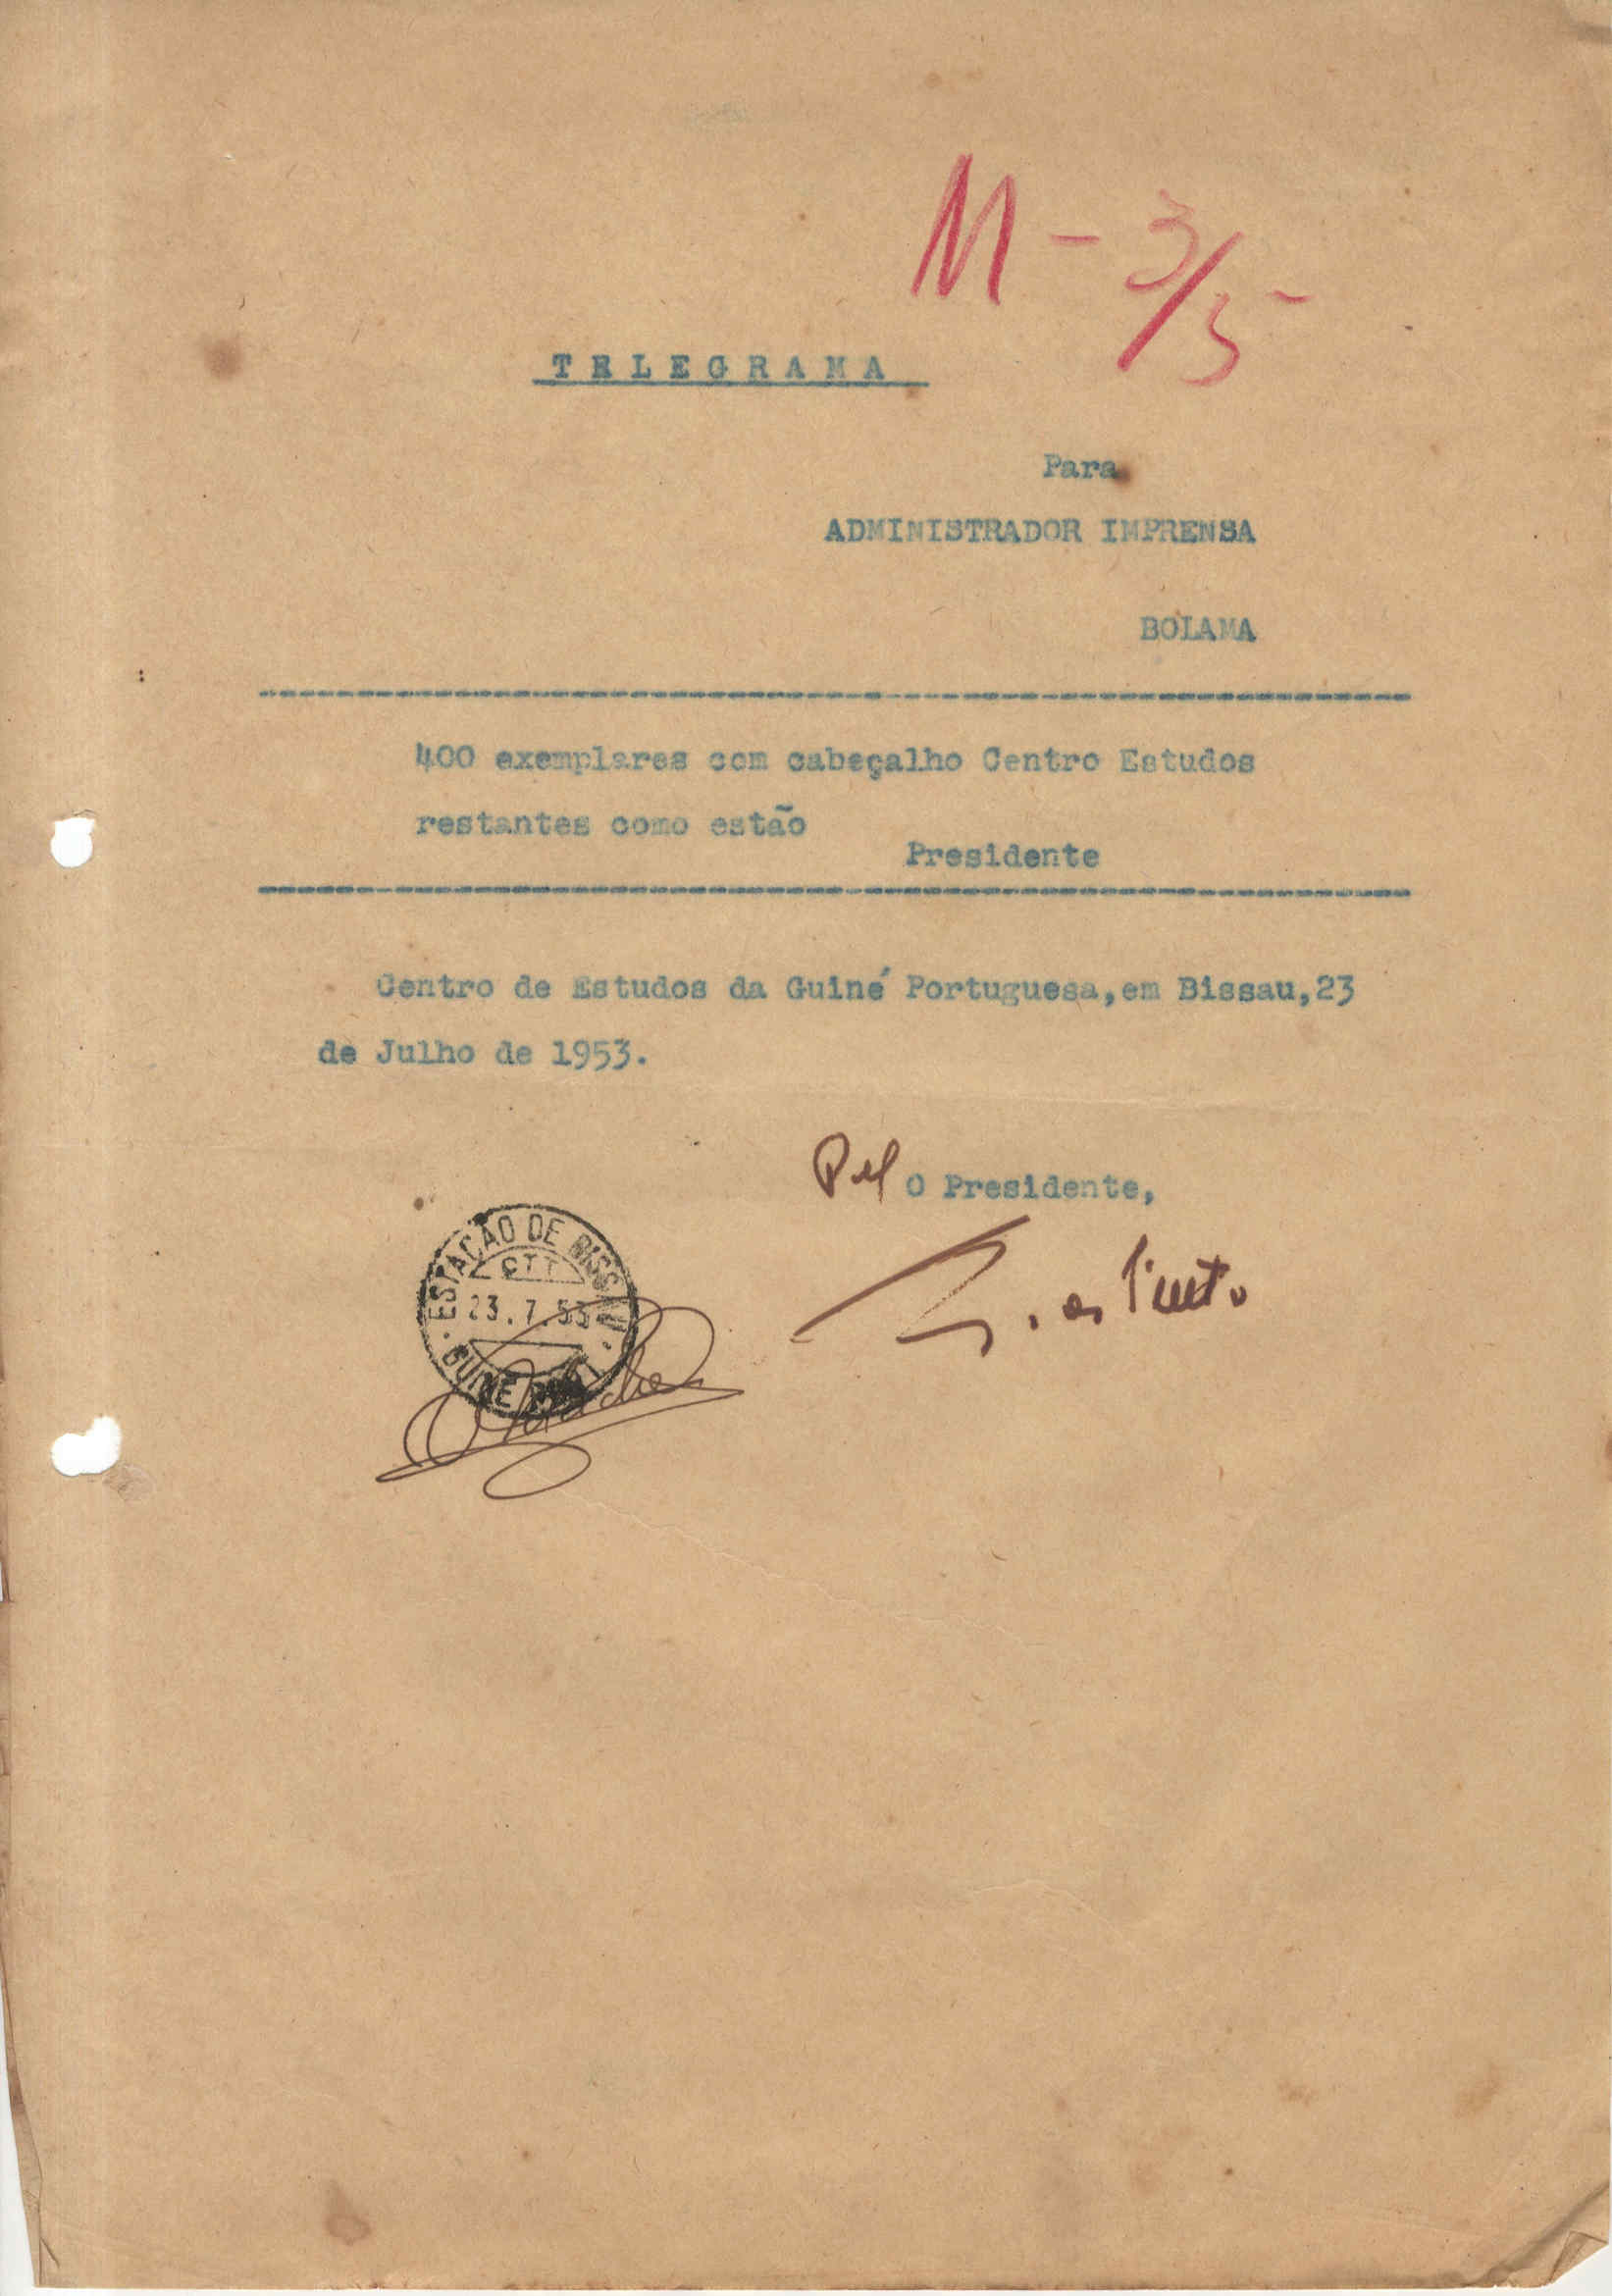 M - 3/5-
TELEGRAMA
Para
ADMINISTRADOR IMPRENSA
BOLAMA
400 exemplares com cabeçalho Centro Estudos
restantes como estão
Presidente
Centro de Estudos da Guiné Portuguesa, em Bissau, 23
de Julho de 1953.
Pel O Presidente,
ESTAÇÃO DE BISSAU
CTT
23.7.53
GUINÉ